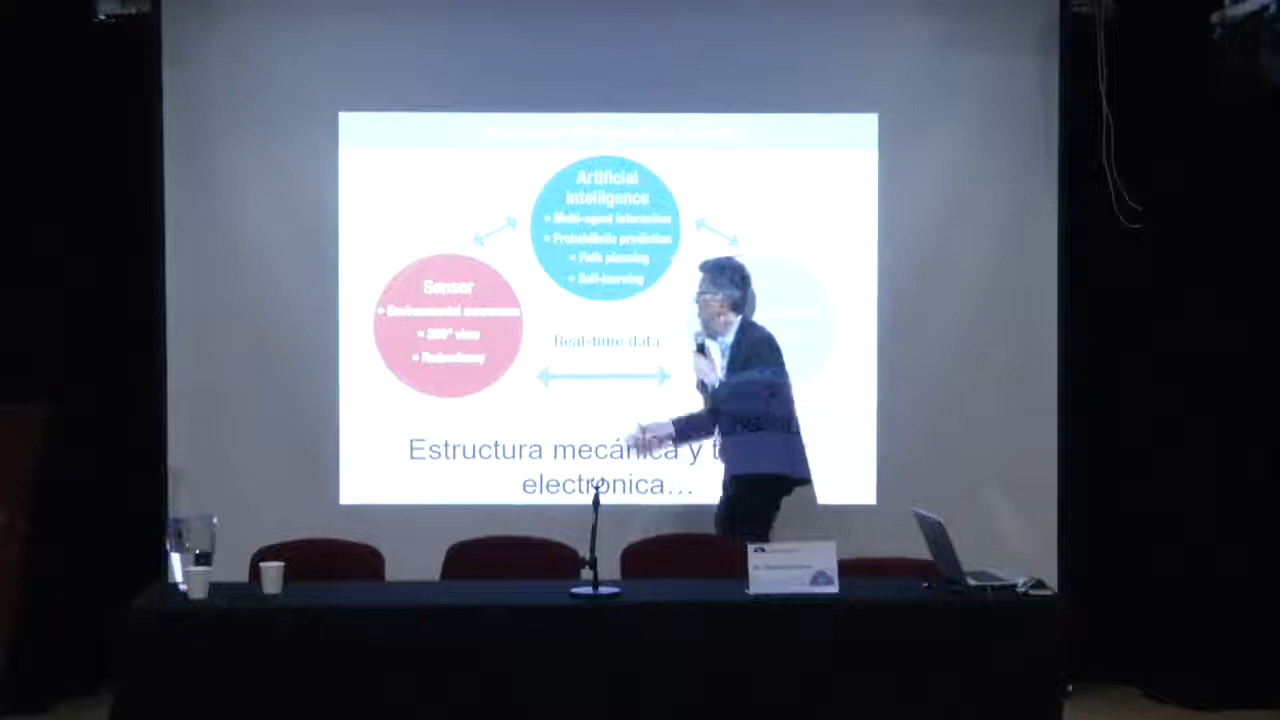 Artificial
Intelligence
• Multi-agent interaction
• Probabilistic prediction
• Path planning
• Self-Learning
Sensor
• Environmental awareness
• 360° view
• Redundancy
Real-time data
Estructura mecánica y
electronica…